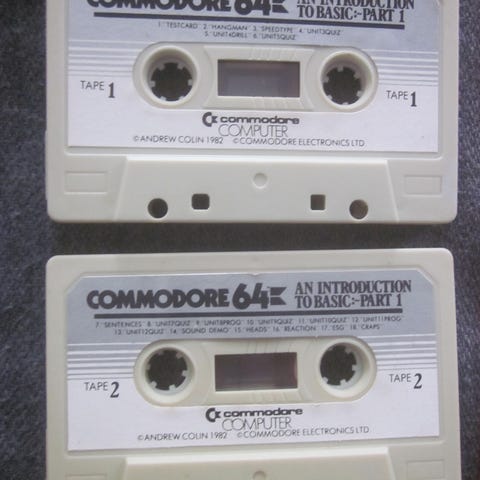 COMMODORE 64 AN INTRODUCTION
TO BASIC:-PART 1
1. "TESTCARD" 2. "HANGMAN" 3. "SPEEDTYPE" 4. "UNIT3QUIZ"
5. "UNIT4DRILL" 6. "UNIT5QUIZ"
TAPE 1
TAPE 1
commodore
COMPUTER
© ANDREW COLIN 1982 © COMMODORE ELECTRONICS LTD
COMMODORE 64 AN INTRODUCTION
TO BASIC:-PART 1
7. "SENTENCES" 8. "UNIT7QUIZ" 9. "UNIT8PROG" 10. "UNIT9QUIZ" 11. "UNIT10QUIZ" 12. "UNIT11PROG"
13. "UNIT12QUIZ" 14. "SOUND DEMO" 15. "HEADS" 16. "REACTION" 17. "ESG" 18. "CRAPS"
TAPE 2
TAPE 2
commodore
COMPUTER
© ANDREW COLIN 1982 © COMMODORE ELECTRONICS LTD